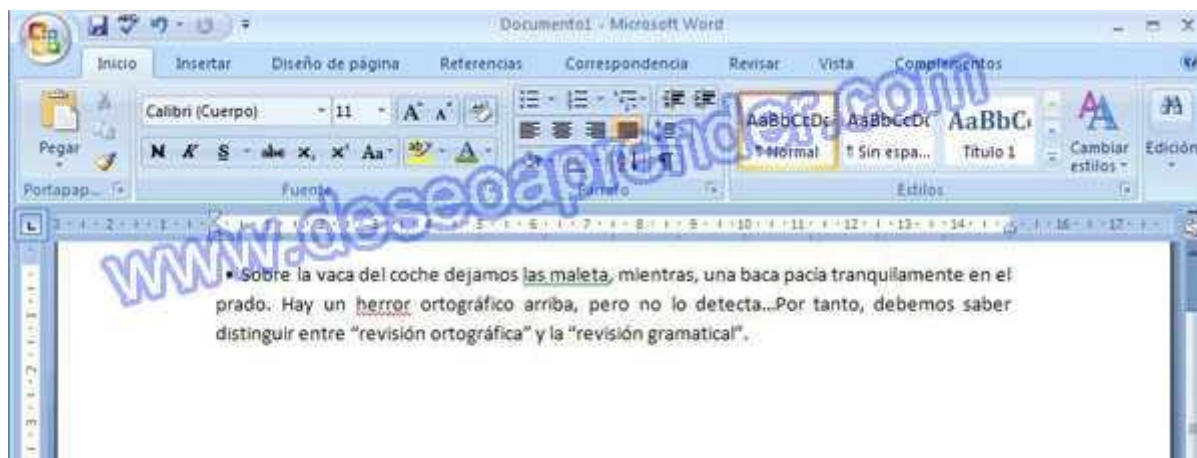 Documento1 - Microsoft Word
Inicio Insertar Diseño de página Referencias Correspondencia Revisar Vista Complementos
Calibri (Cuerpo) 11 A A
AaBbCcDc AaBbCcDc AaBbC
Pegar N K S abc x, x' Aa A ¶ Normal ¶ Sin espa... Título 1 Cambiar estilos Edición
Portapap... Fuente Párrafo Estilos
www.deseoaprender.com
• Sobre la vaca del coche dejamos las maleta, mientras, una baca pacía tranquilamente en el
prado. Hay un herror ortográfico arriba, pero no lo detecta...Por tanto, debemos saber
distinguir entre “revisión ortográfica” y la “revisión gramatical”.